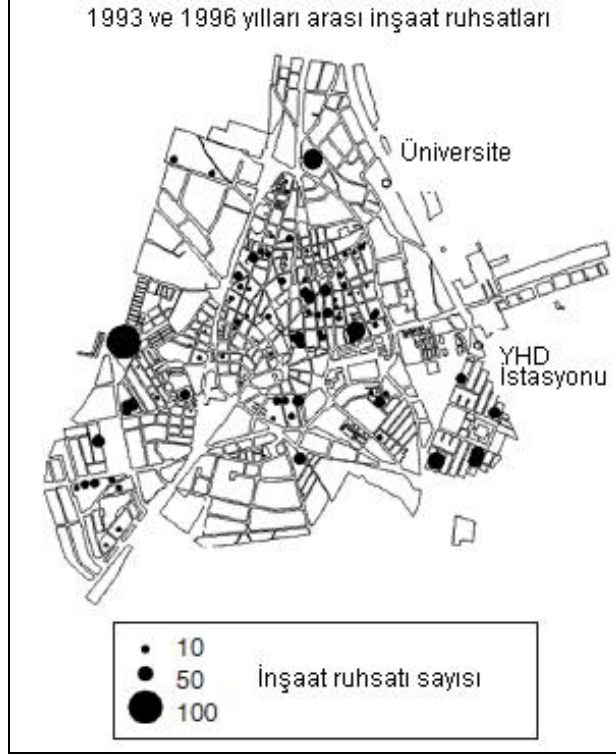 1993 ve 1996 yılları arası inşaat ruhsatları
Üniversite
YHD
İstasyonu
10
50
100
İnşaat ruhsatı sayısı